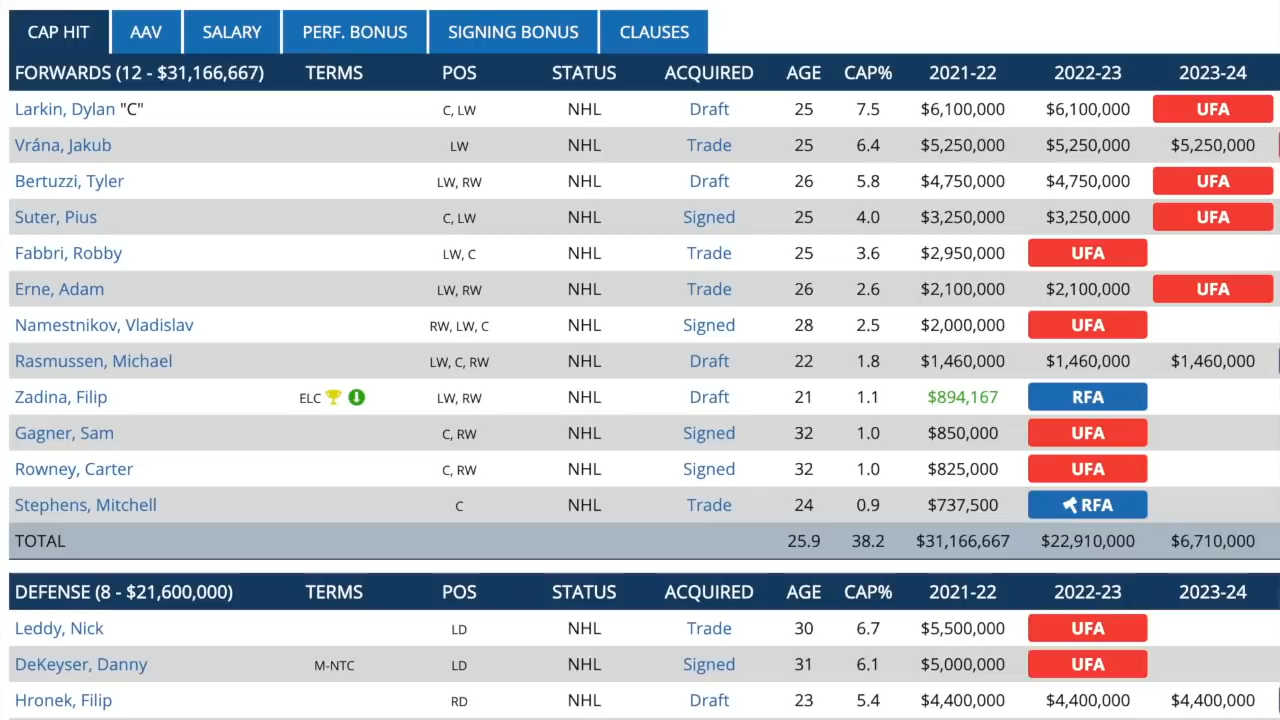 CAP HIT AAV SALARY PERF. BONUS SIGNING BONUS CLAUSES
FORWARDS (12 - $31,166,667) TERMS POS STATUS ACQUIRED AGE CAP% 2021-22 2022-23 2023-24
Larkin, Dylan "C" C, LW NHL Draft 25 7.5 $6,100,000 $6,100,000 UFA
Vrána, Jakub LW NHL Trade 25 6.4 $5,250,000 $5,250,000 $5,250,000
Bertuzzi, Tyler LW, RW NHL Draft 26 5.8 $4,750,000 $4,750,000 UFA
Suter, Pius C, LW NHL Signed 25 4.0 $3,250,000 $3,250,000 UFA
Fabbri, Robby LW, C NHL Trade 25 3.6 $2,950,000 UFA
Erne, Adam LW, RW NHL Trade 26 2.6 $2,100,000 $2,100,000 UFA
Namestnikov, Vladislav RW, LW, C NHL Signed 28 2.5 $2,000,000 UFA
Rasmussen, Michael LW, C, RW NHL Draft 22 1.8 $1,460,000 $1,460,000 $1,460,000
Zadina, Filip ELC LW, RW NHL Draft 21 1.1 $894,167 RFA
Gagner, Sam C, RW NHL Signed 32 1.0 $850,000 UFA
Rowney, Carter C, RW NHL Signed 32 1.0 $825,000 UFA
Stephens, Mitchell C NHL Trade 24 0.9 $737,500 RFA
TOTAL 25.9 38.2 $31,166,667 $22,910,000 $6,710,000
DEFENSE (8 - $21,600,000) TERMS POS STATUS ACQUIRED AGE CAP% 2021-22 2022-23 2023-24
Leddy, Nick LD NHL Trade 30 6.7 $5,500,000 UFA
DeKeyser, Danny M-NTC LD NHL Signed 31 6.1 $5,000,000 UFA
Hronek, Filip RD NHL Draft 23 5.4 $4,400,000 $4,400,000 $4,400,000